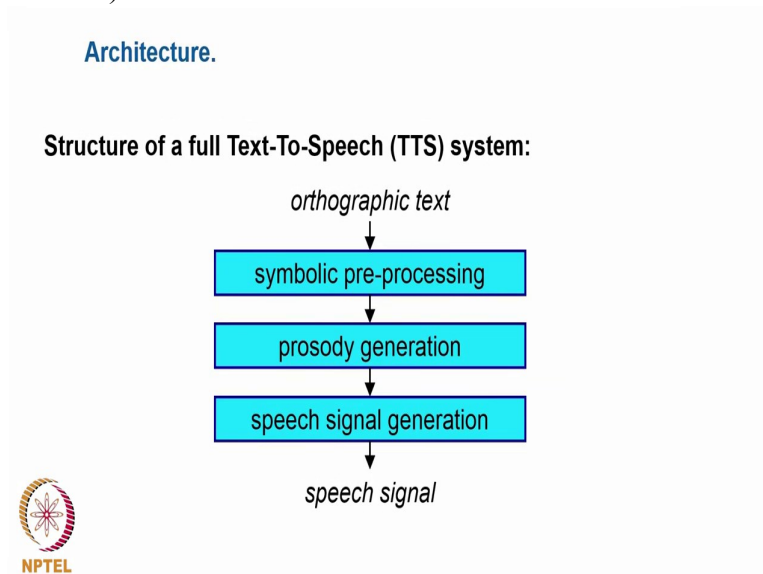 Architecture.
Structure of a full Text-To-Speech (TTS) system:
orthographic text
symbolic pre-processing
prosody generation
speech signal generation
speech signal
NPTEL